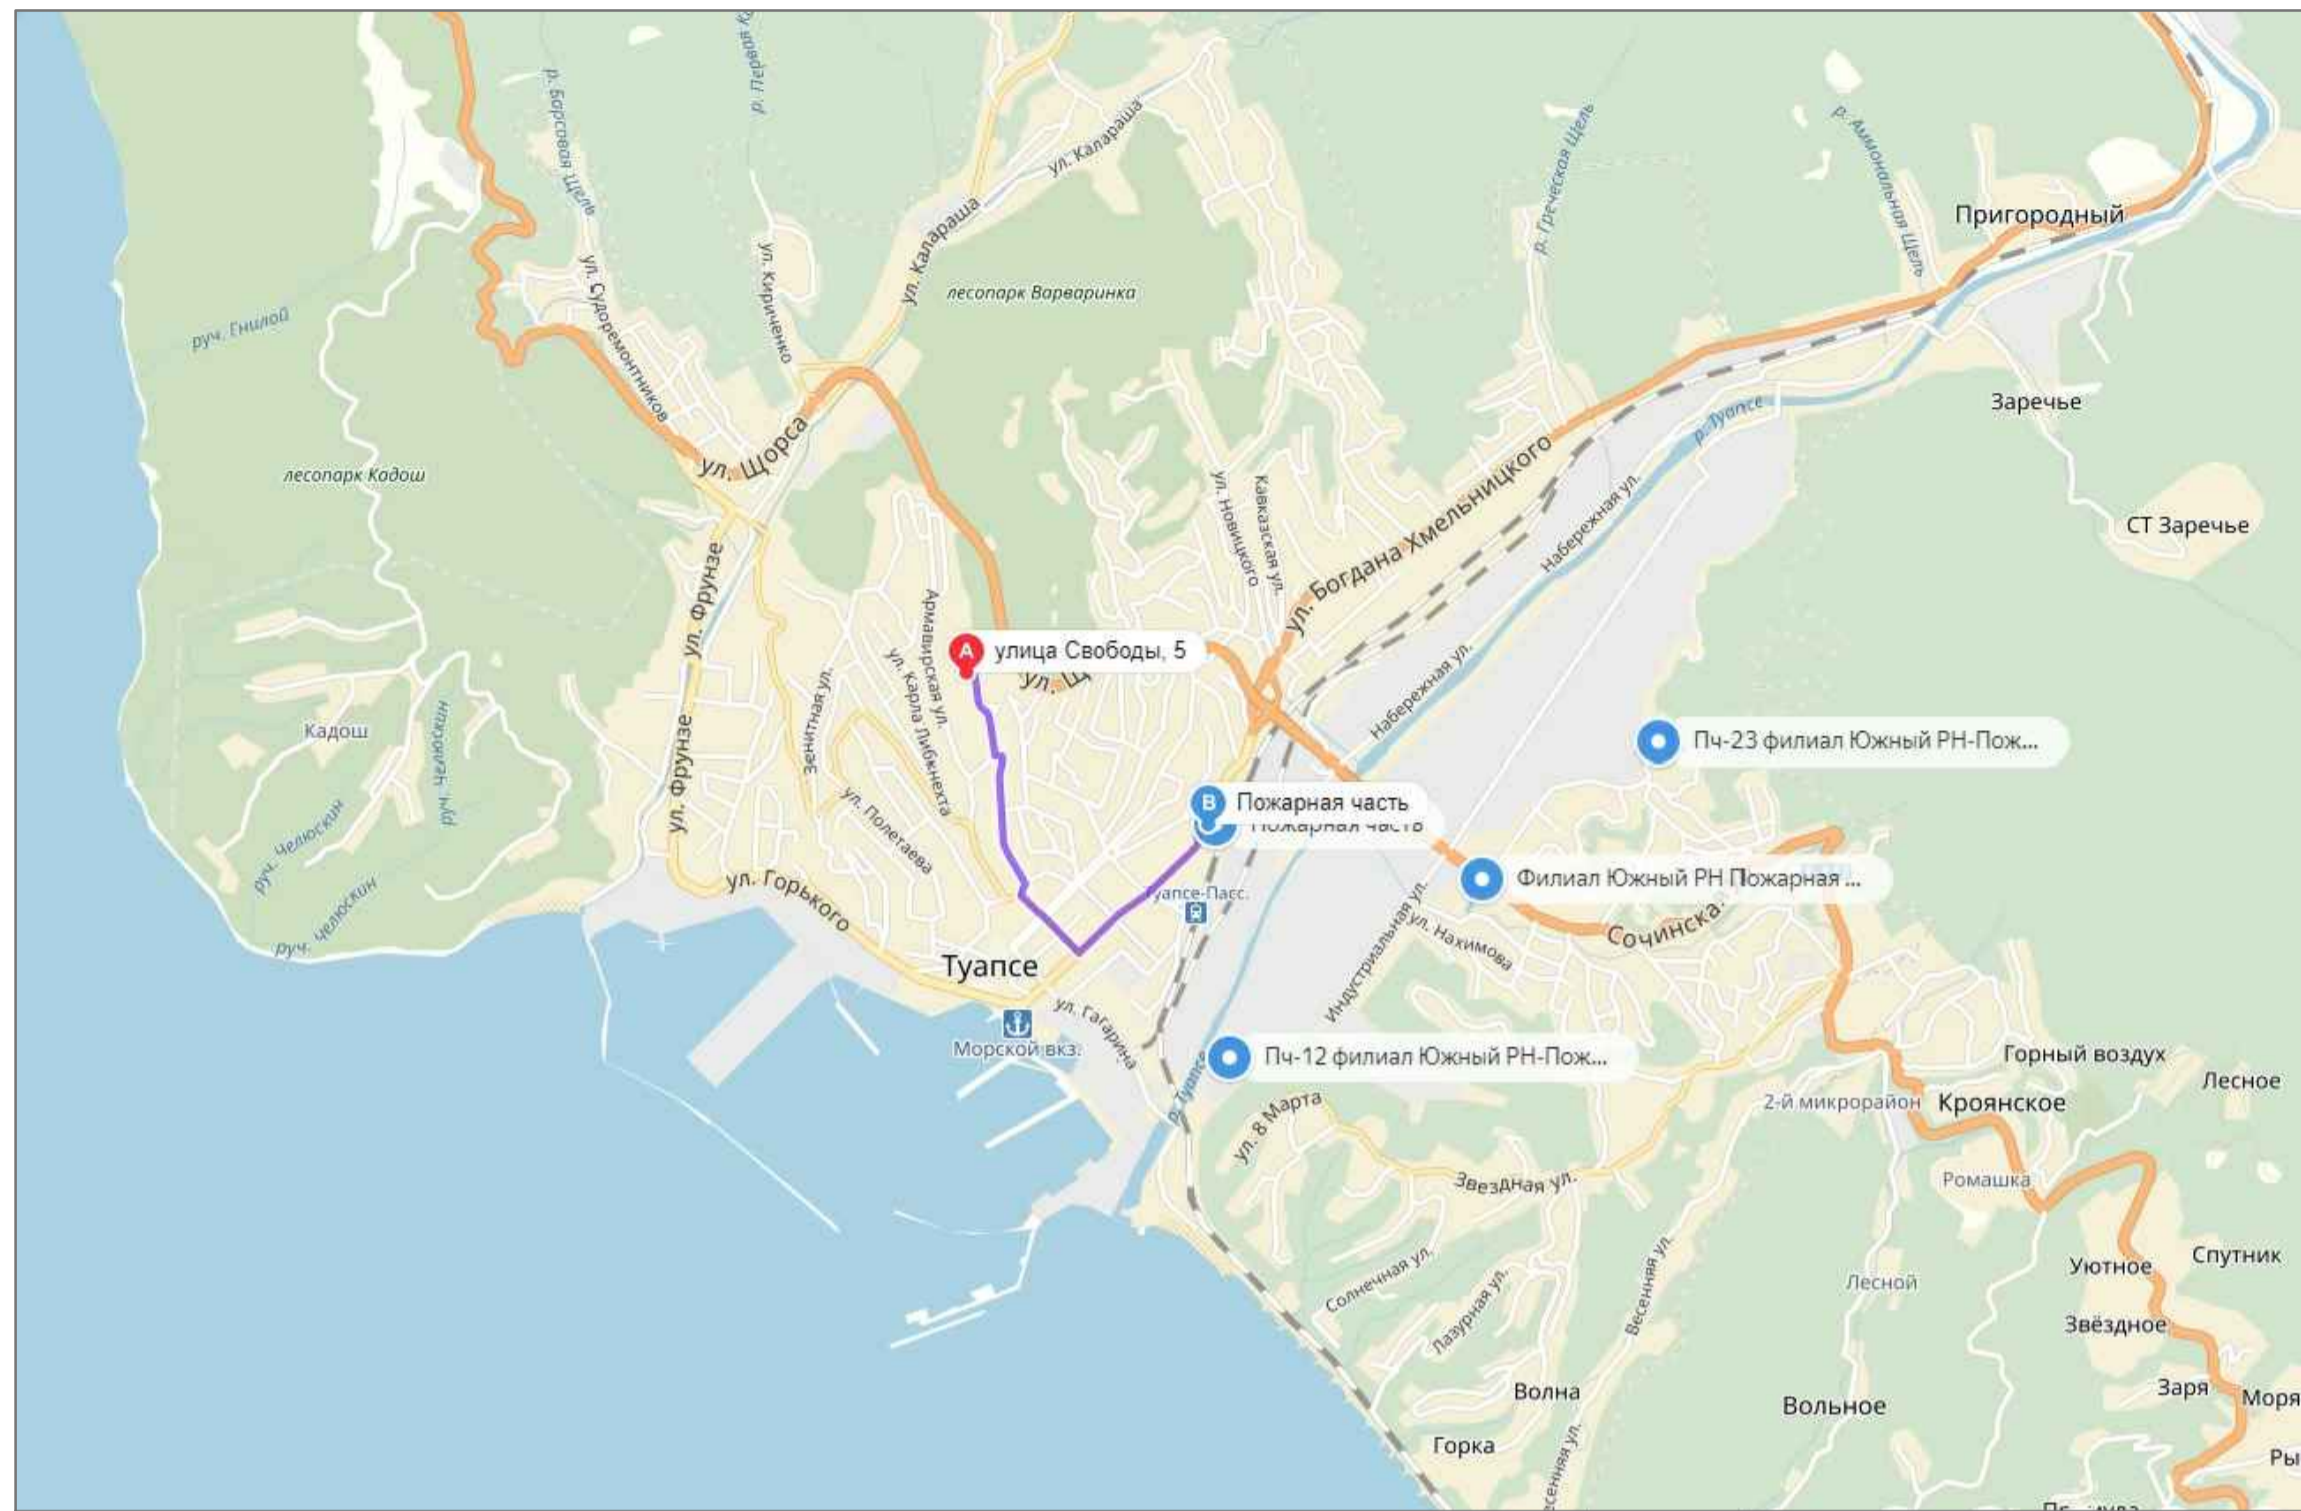 р. Барсовая Щель
ул. Калараша
р. Греческая Щель
р. Аммональная Щель
Пригородный
ул. Калараша
ул. Судоремонтников
ул. Кириченко
лесопарк Варваринка
руч. Гнилой
Заречье
р. Туапсе
ул. Щорса
лесопарк Кадош
ул. Новицкого
Кавказская ул.
ул. Богдана Хмельницкого
Набережная ул.
СТ Заречье
ул. Фрунзе
Армавирская ул.
ул. Карла Либкнехта
A
улица Свободы, 5
ул.
Набережная ул.
Зенитная ул.
Кадош
руч. Челюскин
ул. Фрунзе
Пч-23 филиал Южный РН-Пож...
B
Пожарная часть
Пожарная часть
руч. Челюскин
ул. Полетаева
ул. Горького
Филиал Южный РН Пожарная ...
Туапсе-Пасс.
руч. Челюскин
ул. Нахимова
Индустриальная ул.
Сочинска
Туапсе
ул. Гагарина
Морской вкз.
Пч-12 филиал Южный РН-Пож...
р. Туапсе
Горный воздух
Лесное
2-й микрорайон
Кроянское
ул. 8 Марта
Звездная ул.
Ромашка
Солнечная ул.
Лазурная ул.
Весенняя ул.
Лесной
Уютное
Спутник
Звёздное
Волна
Вольное
Заря
Моря
Горка
есенняя ул.
Ры